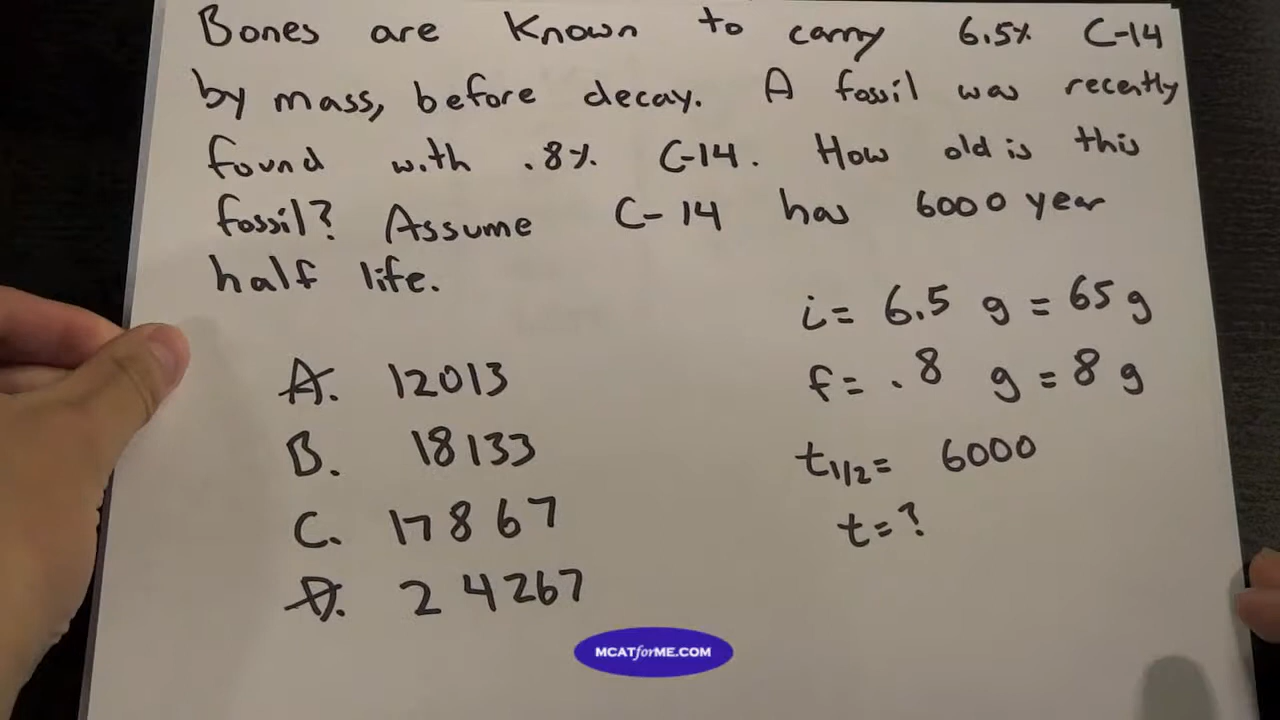 Bones are known to carry 6.5% C-14
by mass, before decay. A fossil was recently
found with .8% C-14. How old is this
fossil? Assume C-14 has 6000 year
half life.
i= 6.5 g = 65 g
f= .8 g = 8 g
t1/2= 6000
t=?
A. 12013
B. 18133
C. 17867
D. 24267
MCATforME.COM